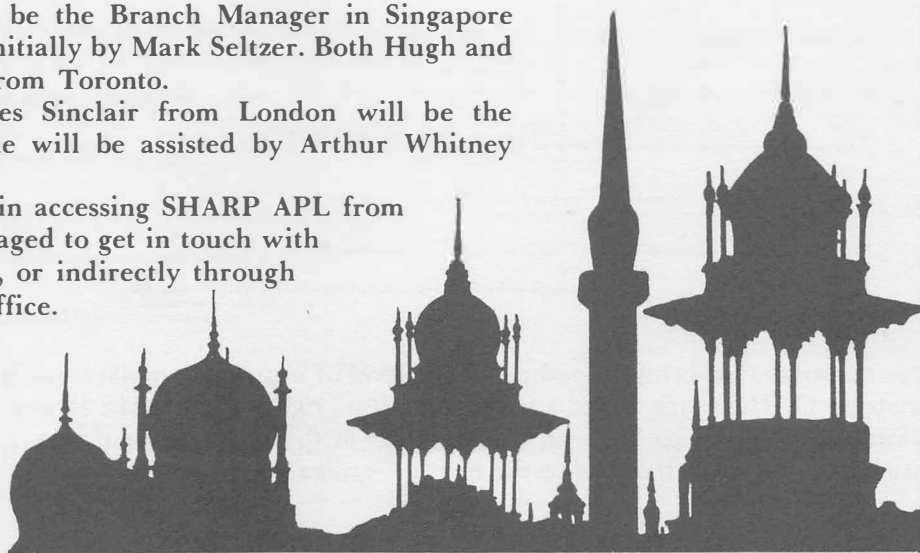 be the Branch Manager in Singapore
nitially by Mark Seltzer. Both Hugh and
rom Toronto.
es Sinclair from London will be the
e will be assisted by Arthur Whitney
in accessing SHARP APL from
aged to get in touch with
, or indirectly through
ffice.